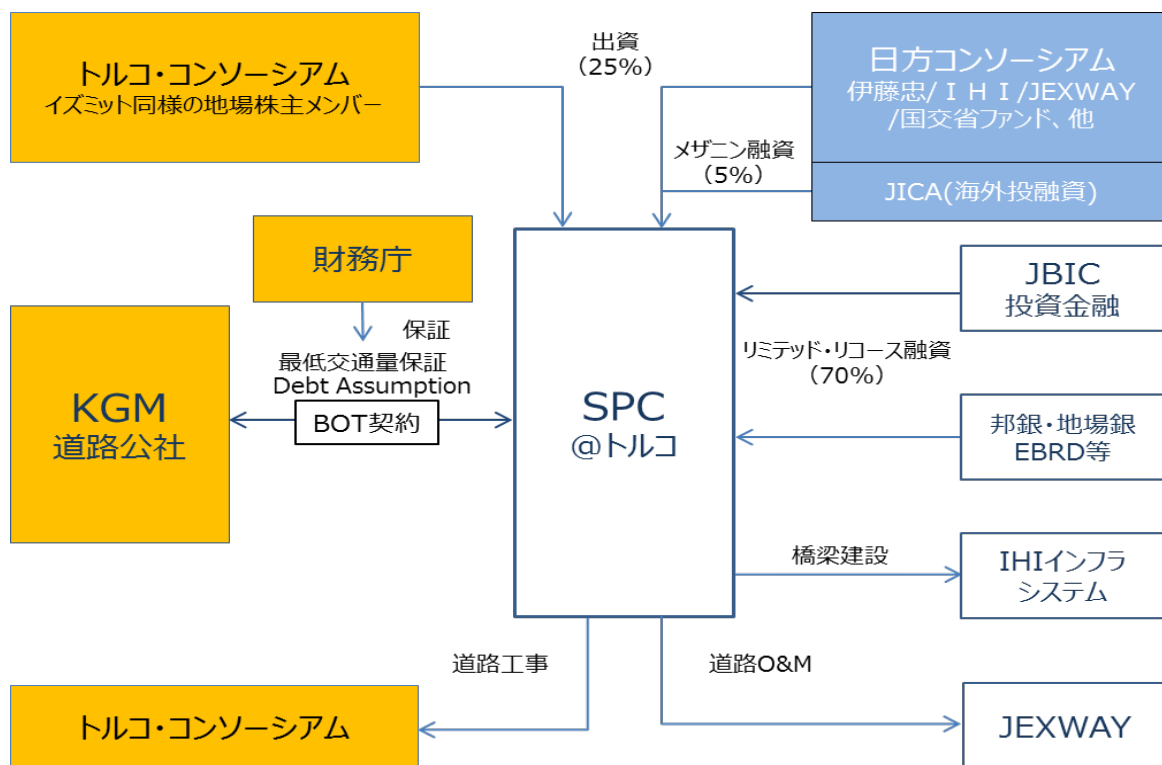 トルコ・コンソーシアム
イズミット同様の地場株主メンバー
出資
（25%）
日方コンソーシアム
伊藤忠/ＩＨＩ/JEXWAY
/国交省ファンド、他
メザニン融資
（5%）
JICA(海外投融資)
財務庁
保証
最低交通量保証
Debt Assumption
KGM
道路公社
BOT契約
SPC
@トルコ
JBIC
投資金融
リミテッド・リコース融資
（70%）
邦銀・地場銀
EBRD等
橋梁建設
IHIインフラ
システム
道路工事
道路O&M
トルコ・コンソーシアム
JEXWAY